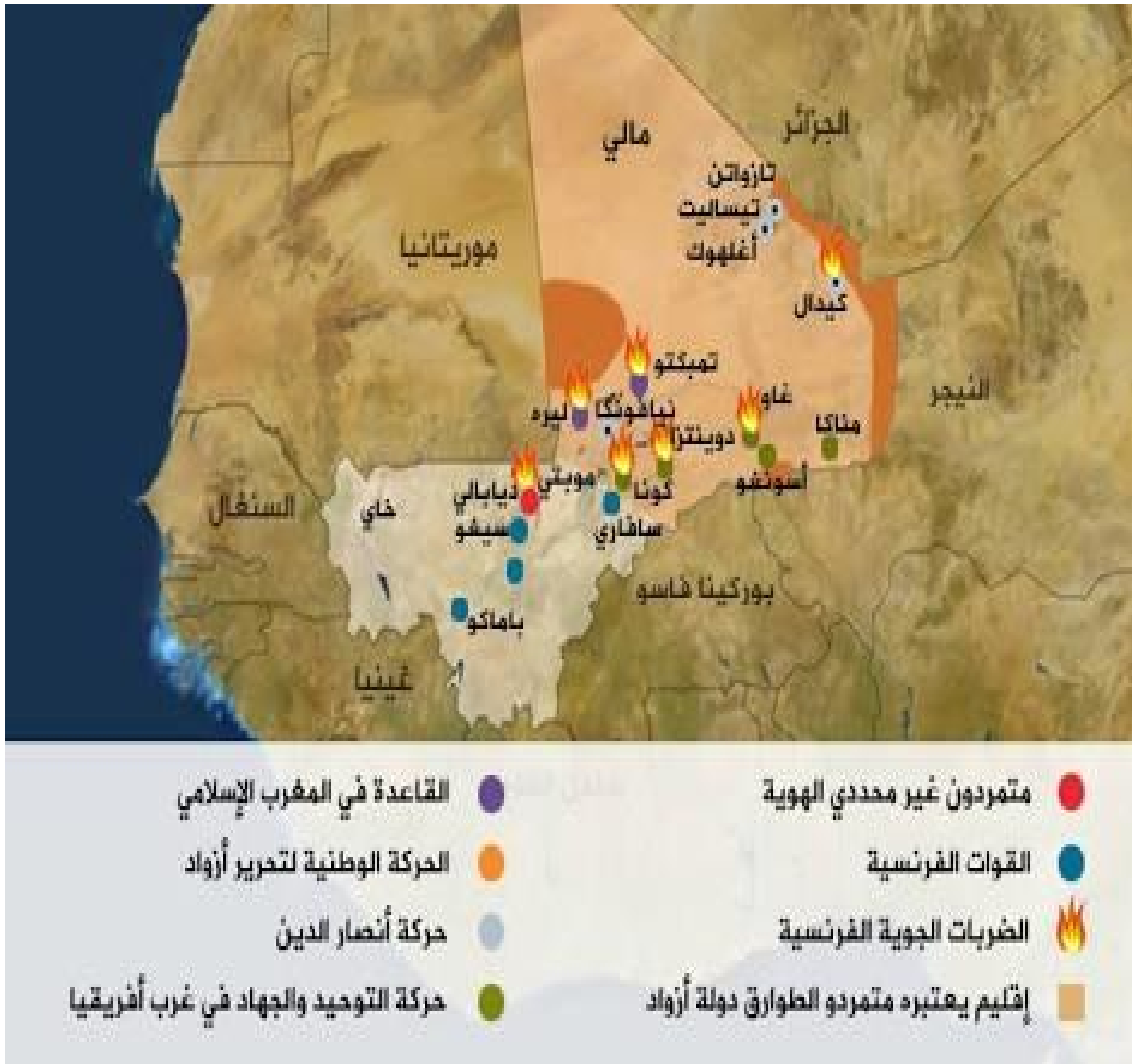 الجزائر
مالي
تازواتن
تيساليت
أغلهوك
موريتانيا
كيدال
تمبكتو
النيجر
غاو
نيافونكا
ليره
مناكا
دوينتزا
أسونغو
كونا
موبتي
ديابالي
خاي
السنغال
سيغو
سافاري
بوركينا فاسو
باماكو
غينيا
متمردون غير محددي الهوية
القوات الفرنسية
الضربات الجوية الفرنسية
إقليم يعتبره متمردو الطوارق دولة أزواد
القاعدة في المغرب الإسلامي
الحركة الوطنية لتحرير أزواد
حركة أنصار الدين
حركة التوحيد والجهاد في غرب أفريقيا